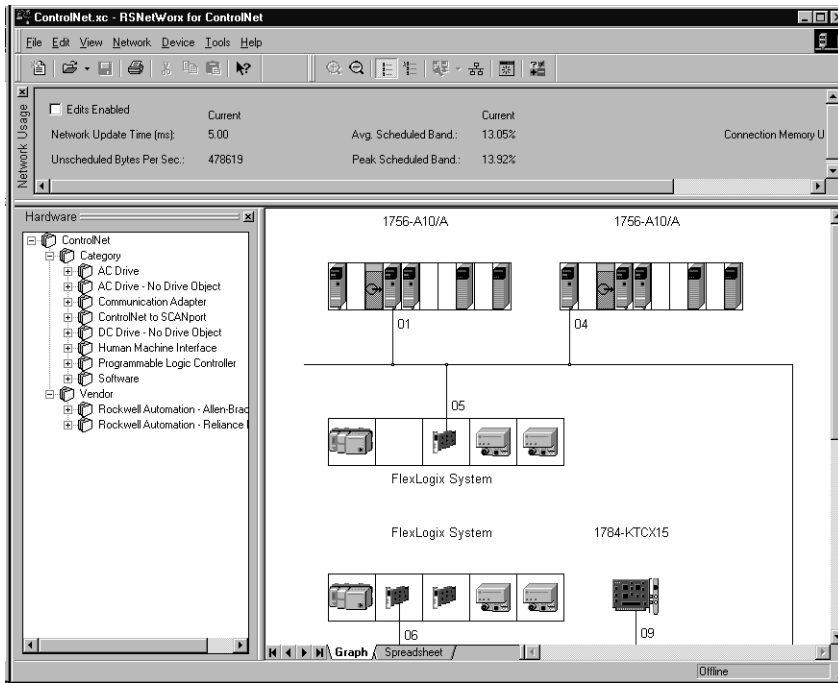 ControlNet.xc - RSNetWorx for ControlNet
File Edit View Network Device Tools Help
Network Usage
Edits Enabled
Current
Current
Network Update Time (ms): 5.00 Avg. Scheduled Band.: 13.05% Connection Memory U
Unscheduled Bytes Per Sec.: 478619 Peak Scheduled Band.: 13.92%
Hardware
ControlNet
Category
AC Drive
AC Drive - No Drive Object
Communication Adapter
ControlNet to SCANport
DC Drive - No Drive Object
Human Machine Interface
Programmable Logic Controller
Software
Vendor
Rockwell Automation - Allen-Brad
Rockwell Automation - Reliance
1756-A10/A 1756-A10/A
01 04
05
FlexLogix System
FlexLogix System 1784-KTCX15
06 09
Graph Spreadsheet
Offline